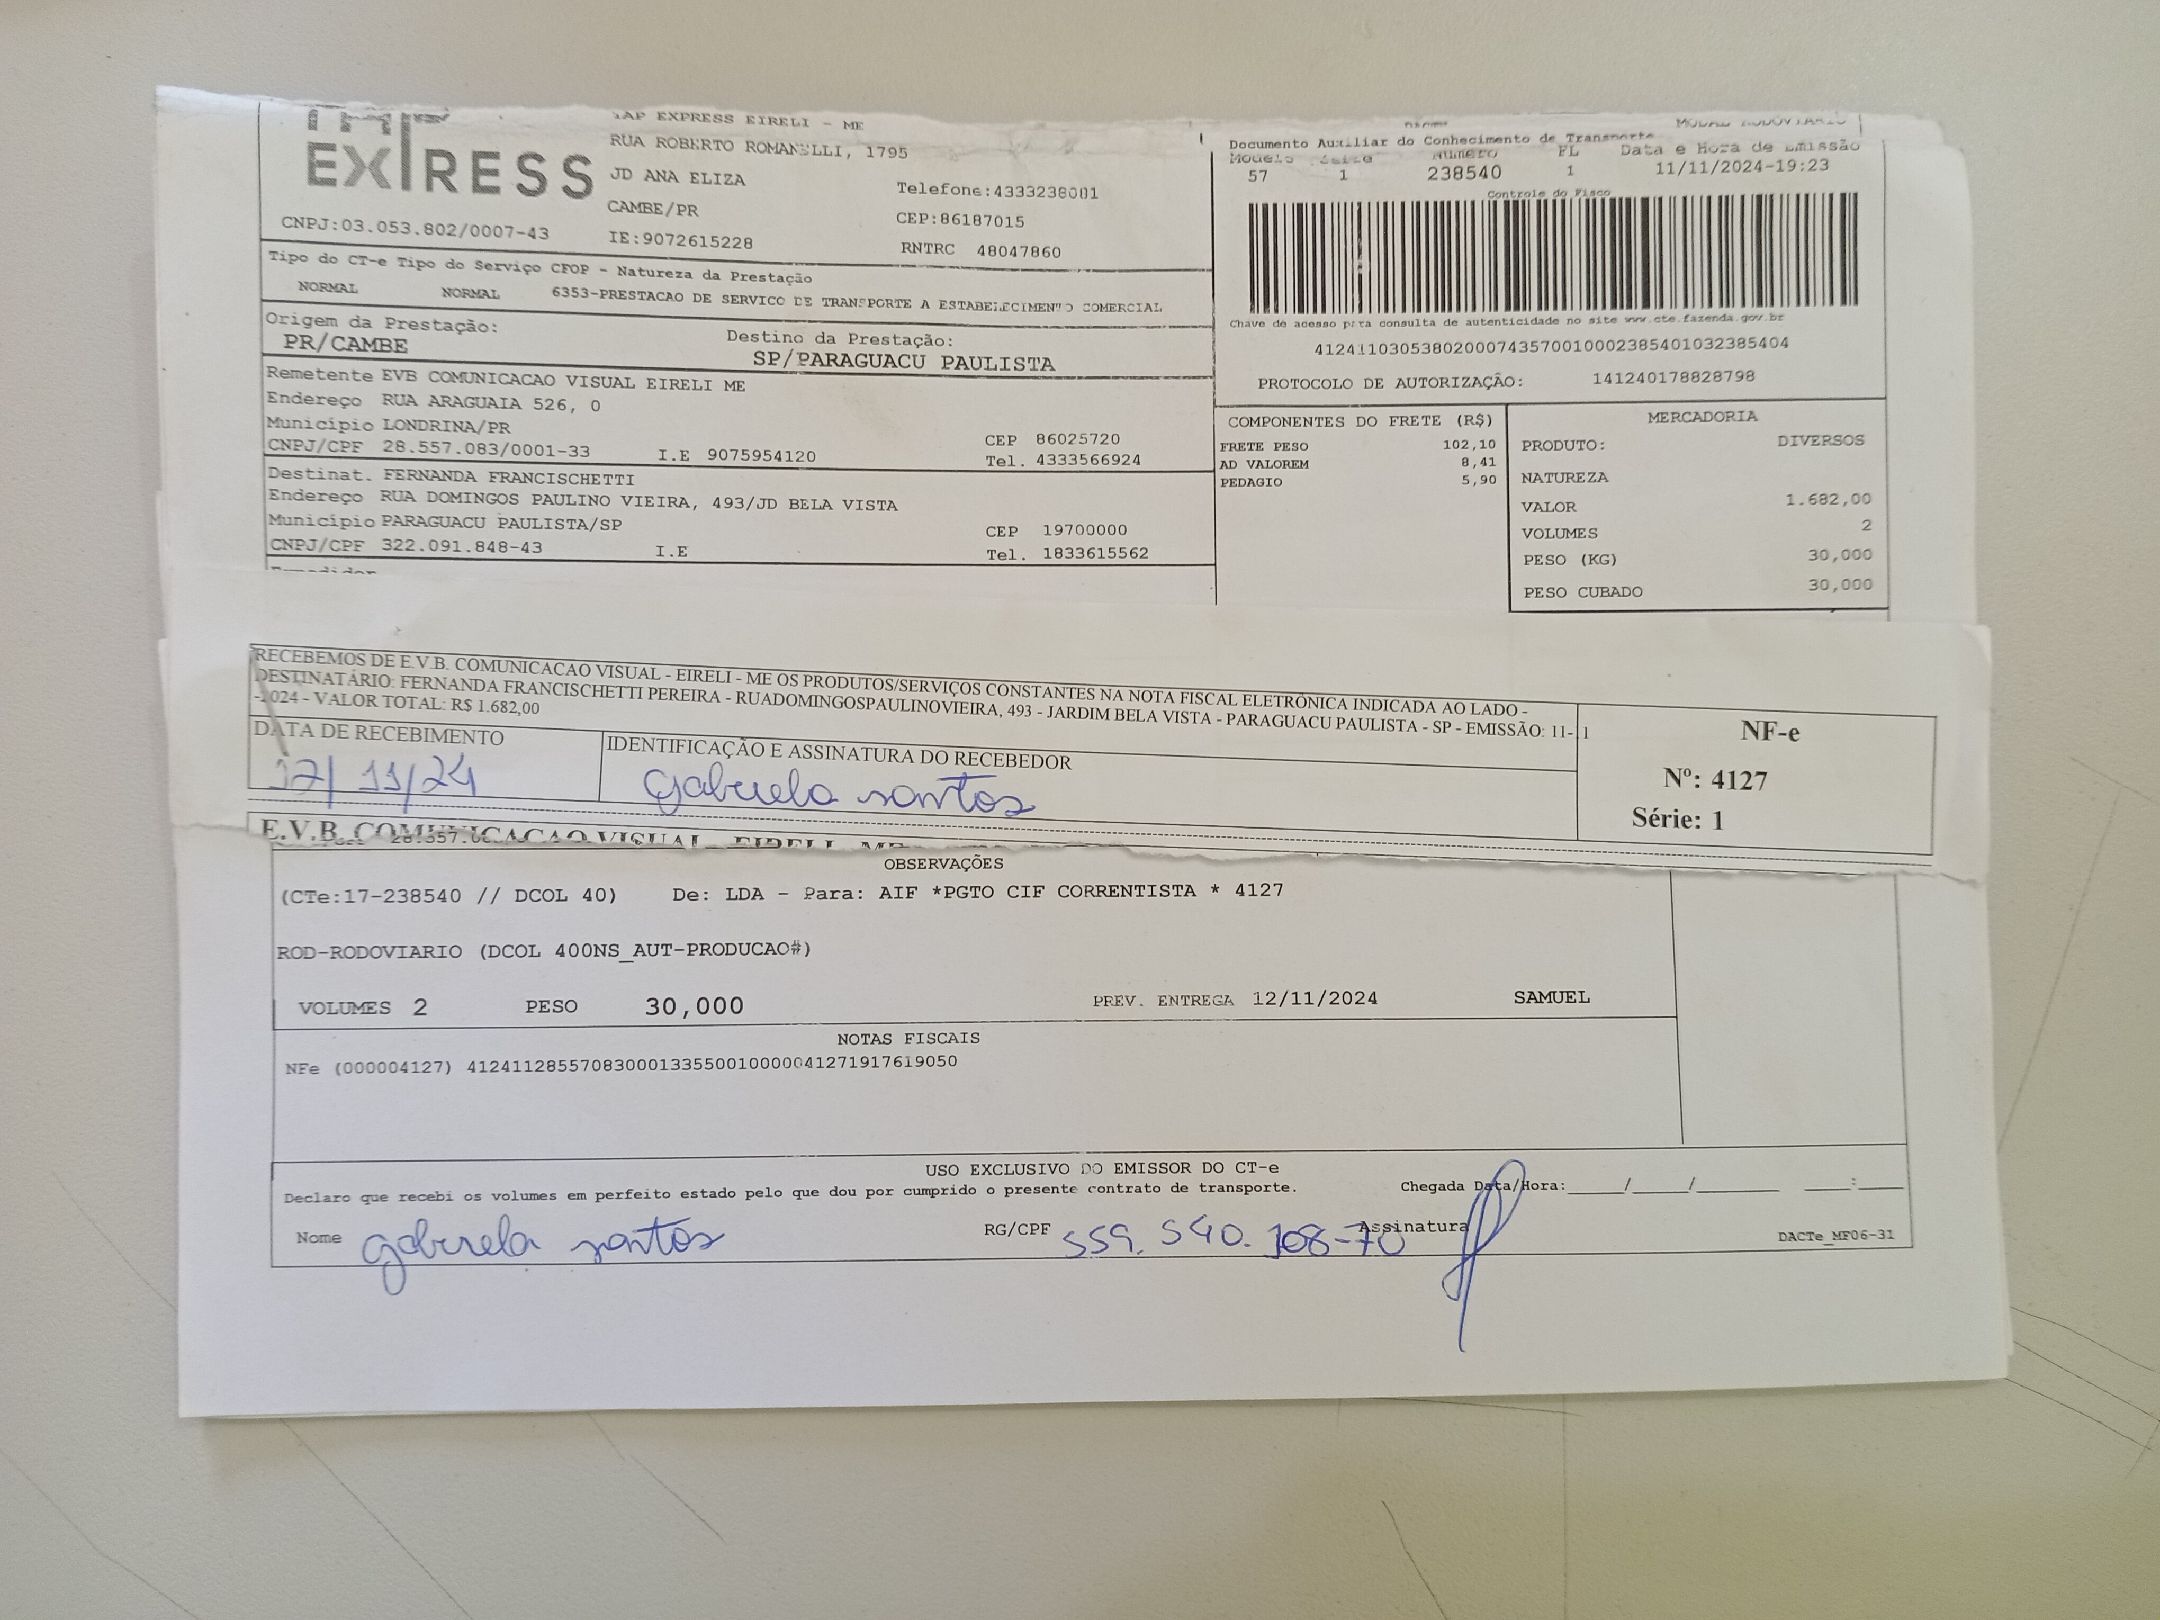 EXPRESS
EXPRESS EIRELI - ME
RUA ROBERTO ROMANELLI, 1795
JD ANA ELIZA
CAMBE/PR
IE:9072615228
Telefone:4333238001
CEP:86187015
RNTRC 48047860
CNPJ:03.053.802/0007-43
Documento Auxiliar do Conhecimento de Transporte
Modelo Número FL Data e Hora de Emissão
57 1 238540 1 11/11/2024-19:23
Controle do Fisco
Chave de acesso para consulta de autenticidade no site www.cte.fazenda.gov.br
41241103053802000743570010002385401032385404
PROTOCOLO DE AUTORIZAÇÃO: 141240178828798
Tipo do CT-e Tipo do Serviço CFOP - Natureza da Prestação
NORMAL NORMAL 6353-PRESTACAO DE SERVICO DE TRANSPORTE A ESTABELECIMENTO COMERCIAL
Origem da Prestação: Destino da Prestação:
PR/CAMBE SP/PARAGUACU PAULISTA
Remetente EVB COMUNICACAO VISUAL EIRELI ME
Endereço RUA ARAGUAIA 526, 0
Município LONDRINA/PR CEP 86025720
CNPJ/CPF 28.557.083/0001-33 I.E 9075954120 Tel. 4333566924
Destinat. FERNANDA FRANCISCHETTI
Endereço RUA DOMINGOS PAULINO VIEIRA, 493/JD BELA VISTA
Município PARAGUACU PAULISTA/SP CEP 19700000
CNPJ/CPF 322.091.848-43 I.E Tel. 1833615562
COMPONENTES DO FRETE (R$)
FRETE PESO 102,10
AD VALOREM 8,41
PEDAGIO 5,90
MERCADORIA
PRODUTO: DIVERSOS
NATUREZA
VALOR 1.682,00
VOLUMES 2
PESO (KG) 30,000
PESO CUBADO 30,000
RECEBEMOS DE E.V.B. COMUNICACAO VISUAL - EIRELI - ME OS PRODUTOS/SERVIÇOS CONSTANTES NA NOTA FISCAL ELETRÔNICA INDICADA AO LADO -
DESTINATÁRIO: FERNANDA FRANCISCHETTI PEREIRA - RUADOMINGOSPAULINOVIEIRA, 493 - JARDIM BELA VISTA - PARAGUACU PAULISTA - SP - EMISSÃO: 11-11
-2024 - VALOR TOTAL: R$ 1.682,00
DATA DE RECEBIMENTO IDENTIFICAÇÃO E ASSINATURA DO RECEBEDOR
12/11/24 Gabriela santos
NF-e
Nº: 4127
Série: 1
E.V.B. COMUNICACAO VISUAL - EIRELI - ME
OBSERVAÇÕES
(CTe:17-238540 // DCOL 40) De: LDA - Para: AIF *PGTO CIF CORRENTISTA * 4127
ROD-RODOVIARIO (DCOL 400NS_AUT-PRODUCAO#)
VOLUMES 2 PESO 30,000 PREV. ENTREGA 12/11/2024 SAMUEL
NOTAS FISCAIS
NFe (000004127) 41241128557083000133550010000041271917619050
USO EXCLUSIVO DO EMISSOR DO CT-e
Declaro que recebi os volumes em perfeito estado pelo que dou por cumprido o presente contrato de transporte. Chegada Data/Hora:____/____/______ ____:____
Nome Gabriela santos RG/CPF 559.540.108-70 Assinatura DACTe_MF06-31